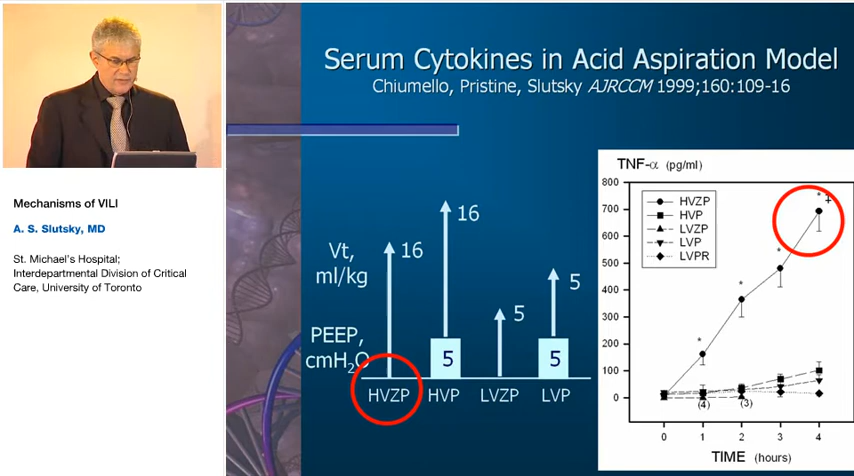 Serum Cytokines in Acid Aspiration Model
Chiumello, Pristine, Slutsky AJRCCM 1999;160:109-16
Mechanisms of VILI
A. S. Slutsky, MD
St. Michael's Hospital;
Interdepartmental Division of Critical
Care, University of Toronto
Vt,
ml/kg
16
16
5
5
PEEP,
cmH2O
5
5
HVZP
HVP
LVZP
LVP
TNF-α (pg/ml)
800
700
600
500
400
300
200
100
0
HVZP
HVP
LVZP
LVP
LVPR
*
*
*
* ‡
(4)
(3)
0 1 2 3 4
TIME (hours)